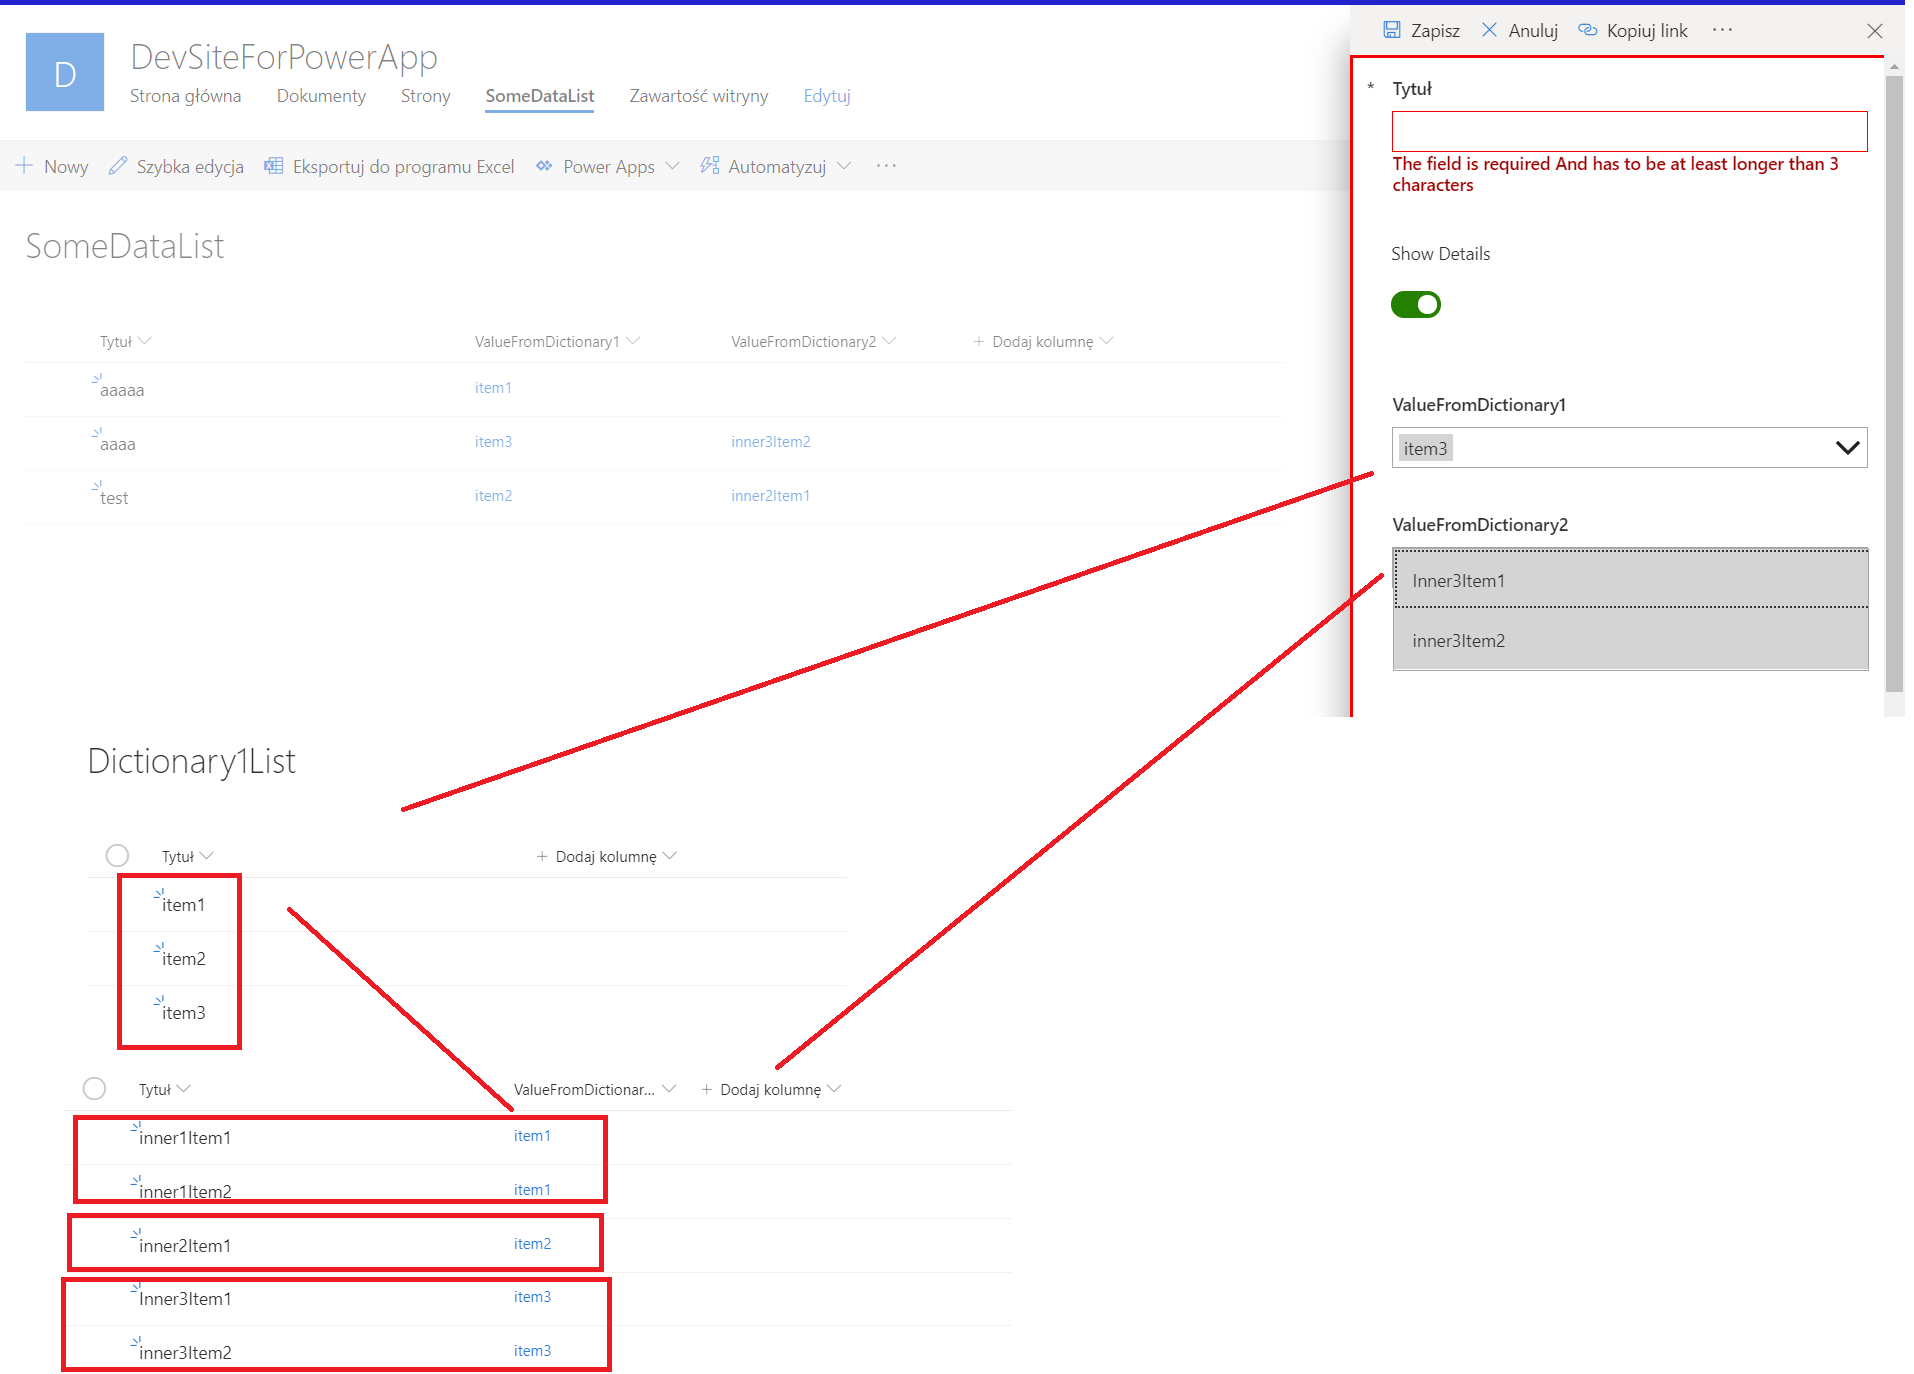 D
DevSiteForPowerApp
Strona główna Dokumenty Strony SomeDataList Zawartość witryny Edytuj
Nowy Szybka edycja Eksportuj do programu Excel Power Apps Automatyzuj ...
SomeDataList
Tytuł ValueFromDictionary1 ValueFromDictionary2 + Dodaj kolumnę
aaaaa item1
aaaa item3 inner3Item2
test item2 inner2Item1
Zapisz Anuluj Kopiuj link ...
* Tytuł
The field is required And has to be at least longer than 3
characters
Show Details
ValueFromDictionary1
item3
ValueFromDictionary2
Inner3Item1
inner3Item2
Dictionary1List
Tytuł + Dodaj kolumnę
item1
item2
item3
Tytuł ValueFromDictionar... + Dodaj kolumnę
inner1Item1 item1
inner1Item2 item1
inner2Item1 item2
Inner3Item1 item3
inner3Item2 item3